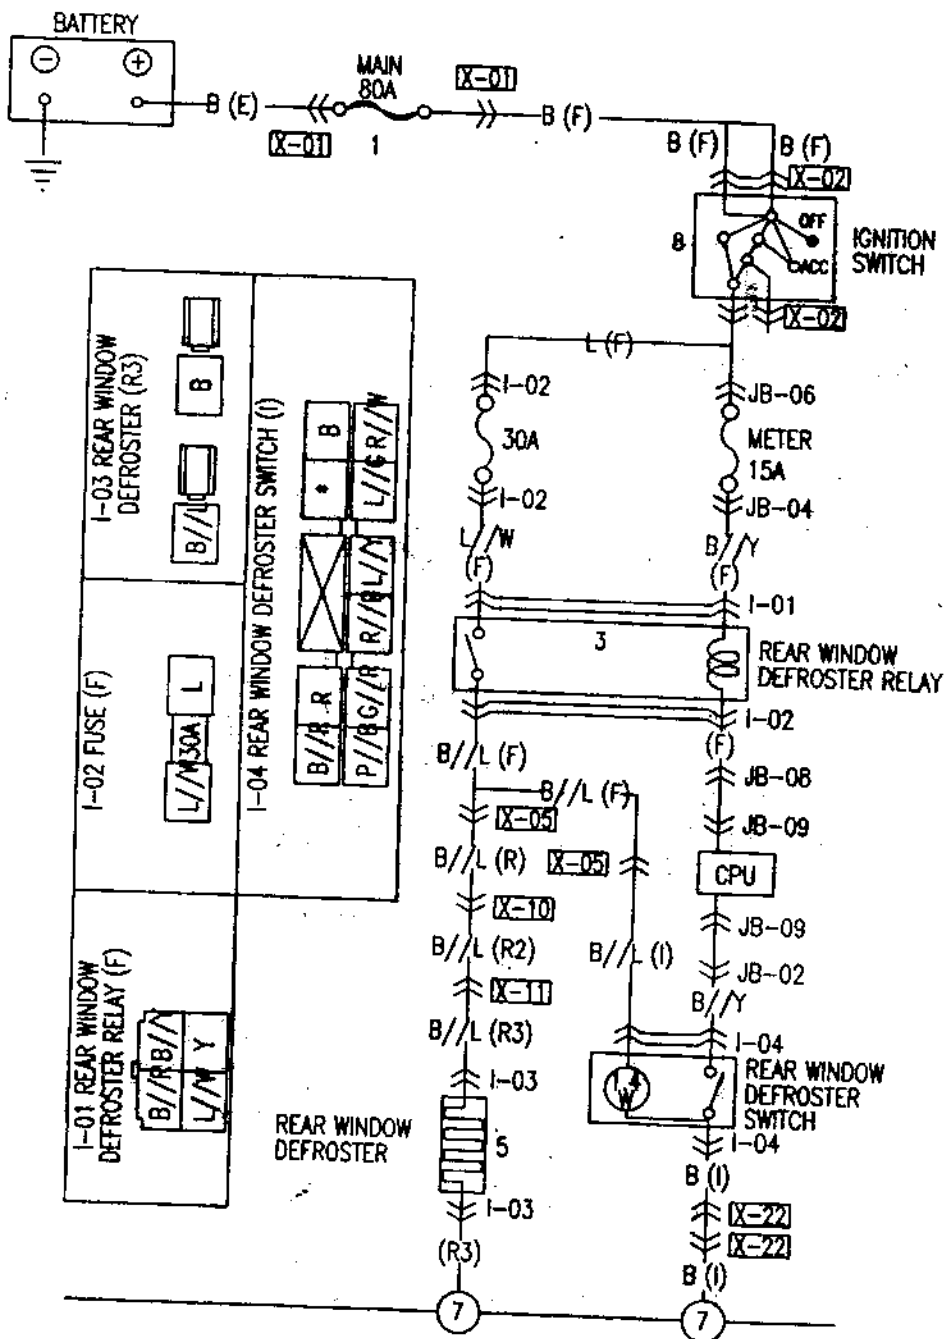 BATTERY
MAIN
80A
X-01
B (E)
B (F)
X-01
1
B (F)
B (F)
X-02
OFF
8
ACC
IGNITION
SWITCH
X-02
L (F)
I-02
JB-06
30A
METER
15A
I-02
JB-04
L//W
(F)
B//Y
(F)
I-01
3
REAR WINDOW
DEFROSTER RELAY
I-02
B//L (F)
(F)
JB-08
B//L (F)
X-05
JB-09
B//L (R)
X-05
CPU
X-10
JB-09
B//L (R2)
B//L (I)
JB-02
X-11
B//Y
B//L (R3)
I-04
I-03
1.4
W
REAR WINDOW
DEFROSTER
SWITCH
REAR WINDOW
DEFROSTER
5
I-04
B (I)
I-03
X-22
X-22
(R3)
B (I)
7
7
I-03 REAR WINDOW
DEFROSTER (R3)
B
B//L
I-02 FUSE (F)
L
30A
L//W
I-01 REAR WINDOW
DEFROSTER RELAY (F)
B//R
B//Y
L//W
Y
I-04 REAR WINDOW DEFROSTER SWITCH (I)
B
GR//W
*
L//G
L//Y
R//B
R
G//R
B//R
P//B